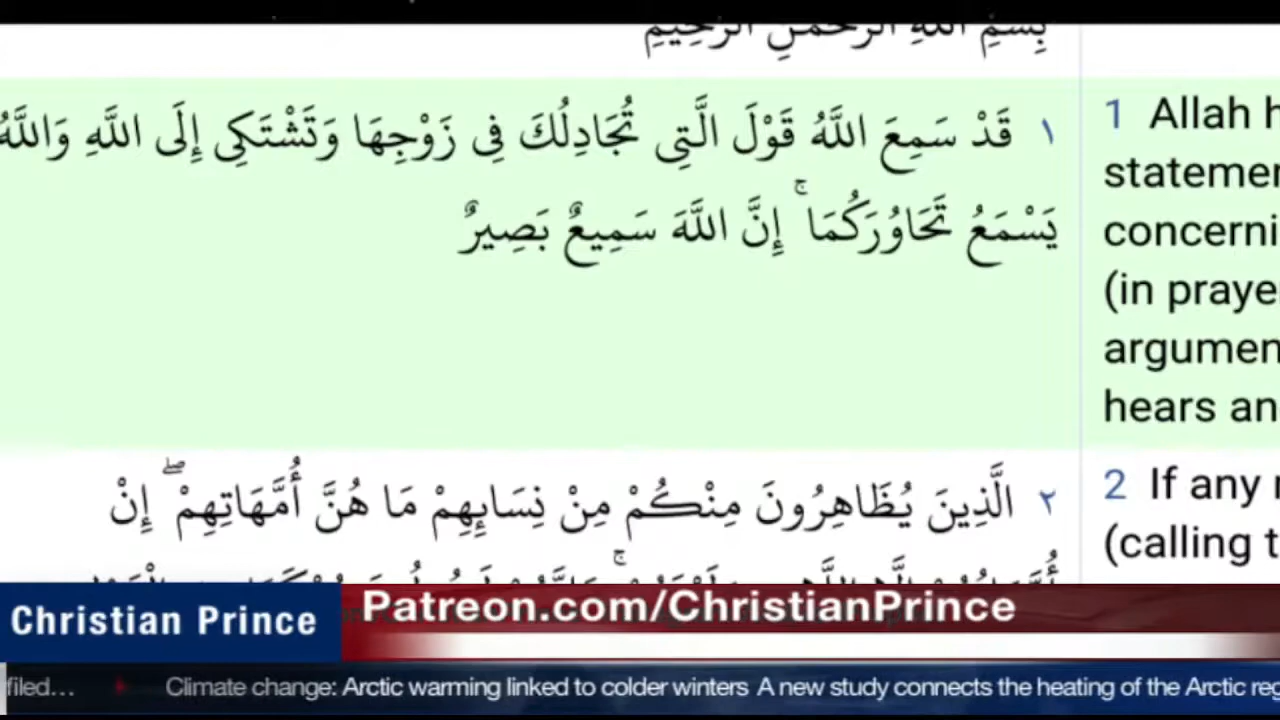 بِسْمِ اللَّهِ الرَّحْمَنِ الرَّحِيمِ
١ قَدْ سَمِعَ اللَّهُ قَوْلَ الَّتِى تُجَادِلُكَ فِى زَوْجِهَا وَتَشْتَكِى إِلَى اللَّهِ وَاللَّهُ
يَسْمَعُ تَحَاوُرَكُمَا ۚ إِنَّ اللَّهَ سَمِيعٌ بَصِيرٌ
1 Allah h
statemen
concerni
(in praye
argumen
hears an
٢ الَّذِينَ يُظَاهِرُونَ مِنْكُمْ مِنْ نِسَايِهِمْ مَا هُنَّ أُمَّهَاتِهِمْ ۖ إِنْ
2 If any
(calling t
Christian Prince
Patreon.com/ChristianPrince
filed... Climate change: Arctic warming linked to colder winters A new study connects the heating of the Arctic reg